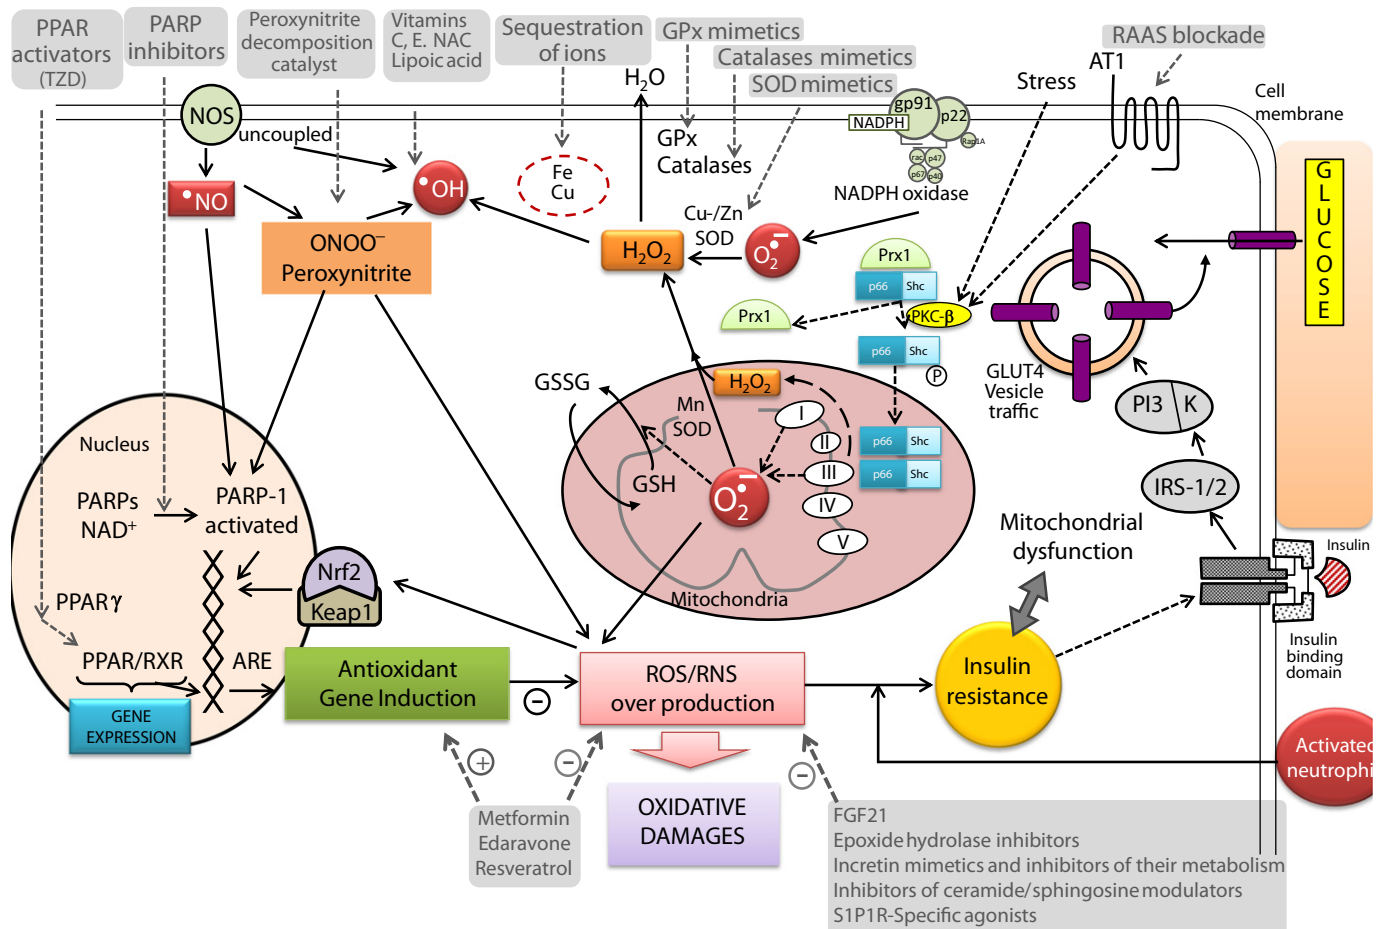 PPAR
activators
(TZD)
PARP
inhibitors
Peroxynitrite
decomposition
catalyst
Vitamins
C, E. NAC
Lipoic acid
Sequestration
of ions
GPx mimetics
Catalases mimetics
SOD mimetics
RAAS blockade
H2O
AT1
Stress
Cell
membrane
NOS
uncoupled
GPx
Catalases
gp91
p22
NADPH
Rap1A
rac
p47
p67
p40
NADPH oxidase
Fe
Cu
•NO
•OH
Cu-/Zn
SOD
O2•−
H2O2
ONOO−
Peroxynitrite
Prx1
p66
Shc
PKC-β
Prx1
p66
Shc
P
GLUCOSE
GLUT4
Vesicle
traffic
PI3
K
IRS-1/2
GSSG
H2O2
Mn
SOD
GSH
O2•−
I
II
III
IV
V
p66
Shc
p66
Shc
Mitochondria
Nucleus
PARPs
NAD+
PARP-1
activated
Nrf2
Keap1
PPARγ
PPAR/RXR
ARE
GENE
EXPRESSION
Antioxidant
Gene Induction
−
ROS/RNS
over production
Mitochondrial
dysfunction
Insulin
resistance
Insulin
Insulin
binding
domain
Activated
neutrophi
+
−
−
Metformin
Edaravone
Resveratrol
OXIDATIVE
DAMAGES
FGF21
Epoxide hydrolase inhibitors
Incretin mimetics and inhibitors of their metabolism
Inhibitors of ceramide/sphingosine modulators
S1P1R-Specific agonists